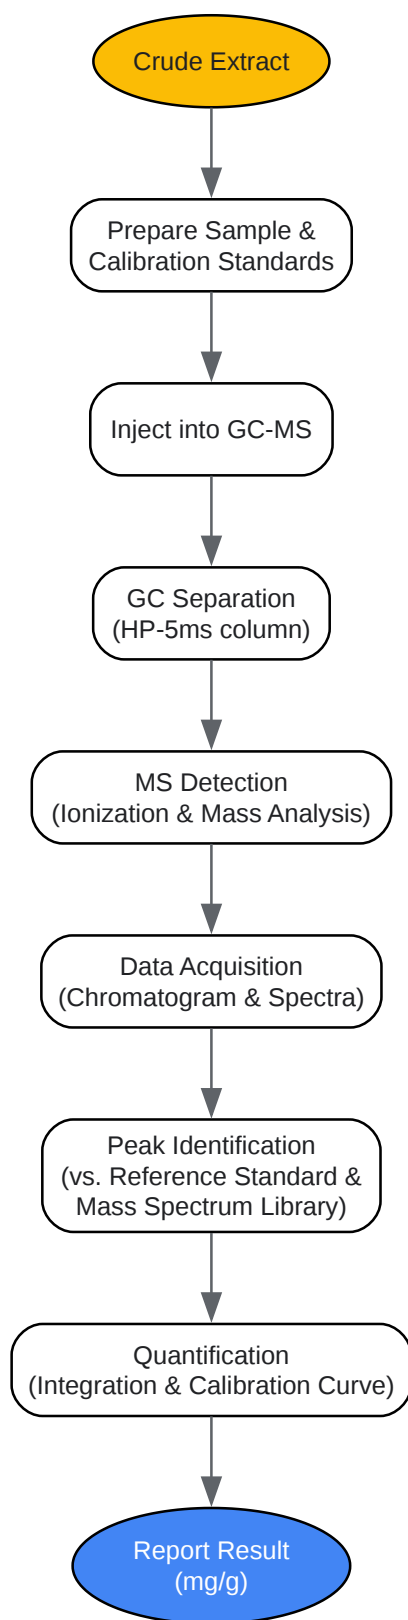 Crude Extract
Prepare Sample &
Calibration Standards
Inject into GC-MS
GC Separation
(HP-5ms column)
MS Detection
(Ionization & Mass Analysis)
Data Acquisition
(Chromatogram & Spectra)
Peak Identification
(vs. Reference Standard &
Mass Spectrum Library)
Quantification
(Integration & Calibration Curve)
Report Result
(mg/g)